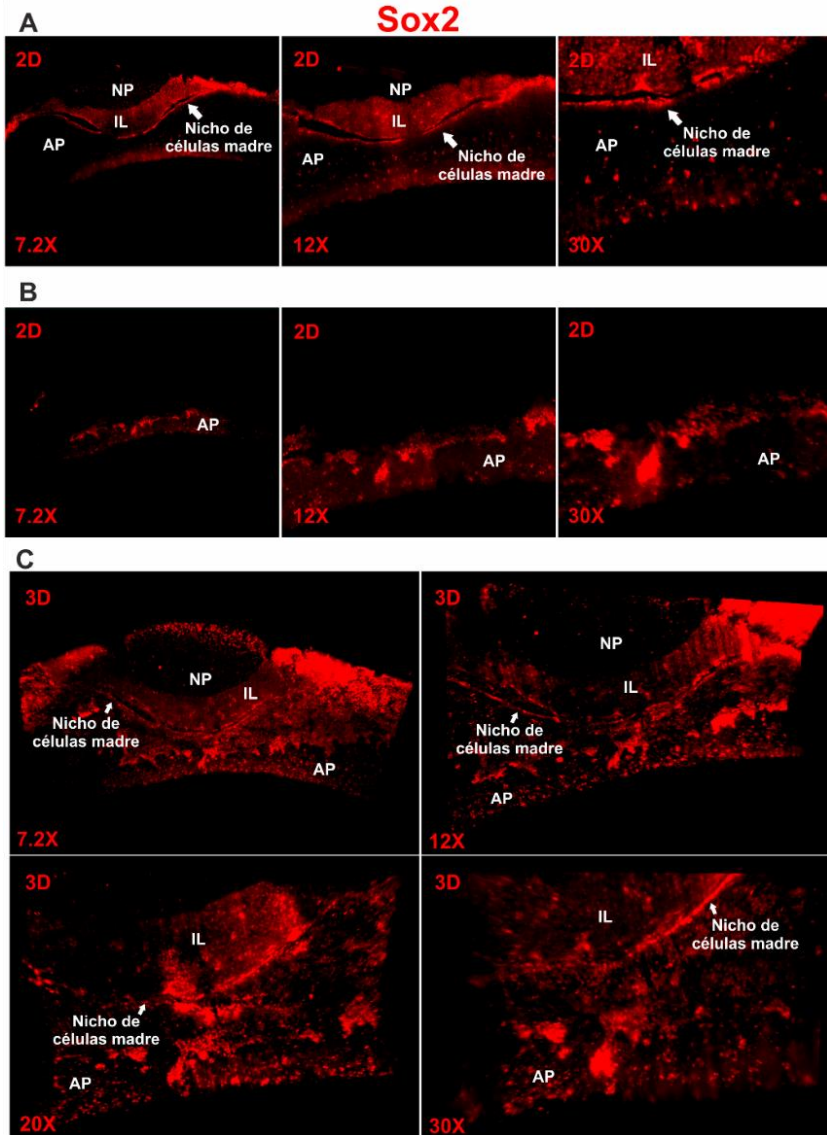 Sox2
A
2D
NP
IL
AP
Nicho de
células madre
7.2X
2D
NP
IL
AP
Nicho de
células madre
12X
2D
IL
AP
Nicho de
células madre
30X
B
2D
AP
7.2X
2D
AP
12X
2D
AP
30X
C
3D
NP
IL
Nicho de
células madre
AP
7.2X
3D
NP
IL
Nicho de
células madre
AP
12X
3D
IL
Nicho de
células madre
AP
20X
3D
IL
Nicho de
células madre
AP
30X